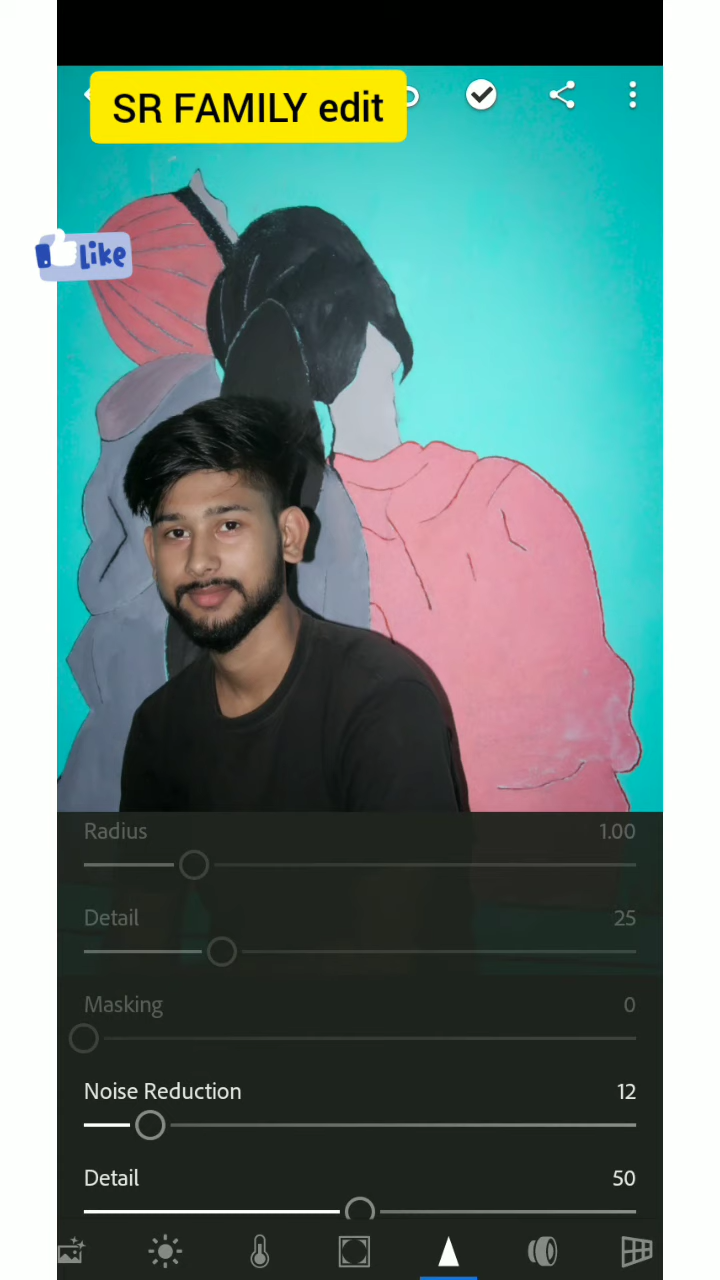 SR FAMILY edit
Like
Radius 1.00
Detail 25
Masking 0
Noise Reduction 12
Detail 50